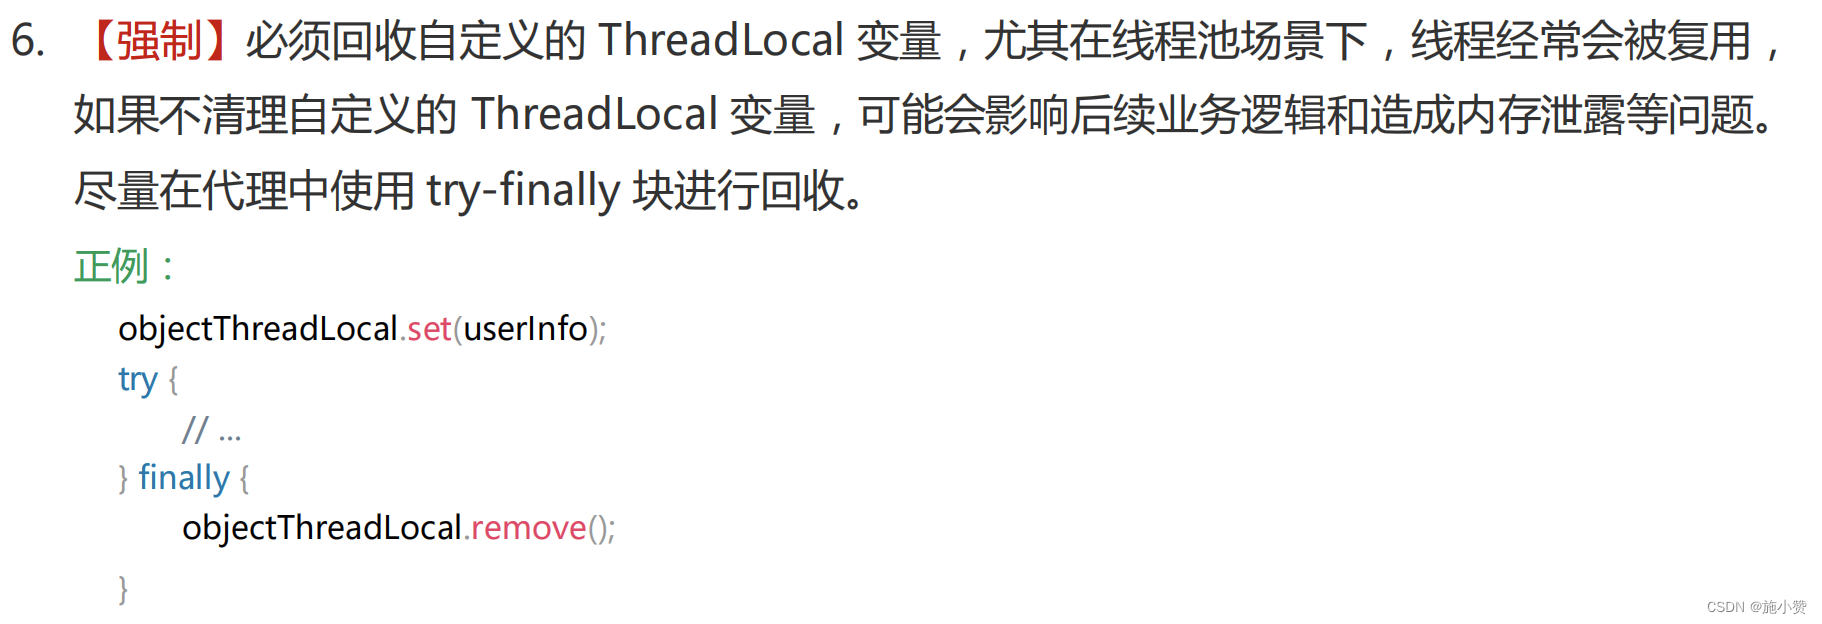 6. 【强制】必须回收自定义的 ThreadLocal 变量，尤其在线程池场景下，线程经常会被复用，
如果不清理自定义的 ThreadLocal 变量，可能会影响后续业务逻辑和造成内存泄露等问题。
尽量在代理中使用 try-finally 块进行回收。
正例：
objectThreadLocal.set(userInfo);
try {
// ...
} finally {
objectThreadLocal.remove();
}
CSDN @施小赞